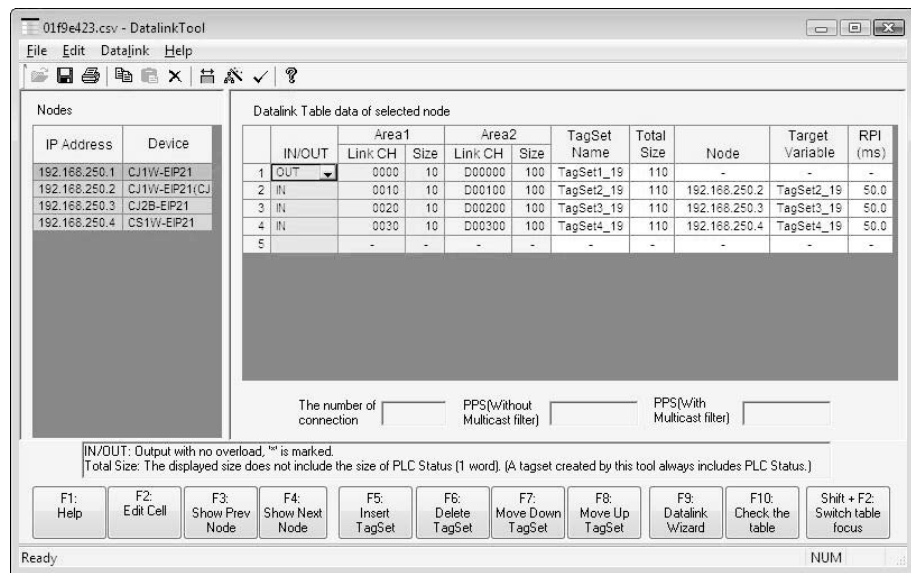 01f9e423.csv - DatalinkTool
File Edit Datalink Help
Nodes
IP Address Device
192.168.250.1 CJ1W-EIP21
192.168.250.2 CJ1W-EIP21(CJ
192.168.250.3 CJ2B-EIP21
192.168.250.4 CS1W-EIP21
Datalink Table data of selected node
IN/OUT Area1 Link CH Size Area2 Link CH Size TagSet Name Total Size Node Target Variable RPI (ms)
1 OUT 0000 10 D00000 100 TagSet1_19 110 - - -
2 IN 0010 10 D00100 100 TagSet2_19 110 192.168.250.2 TagSet2_19 50.0
3 IN 0020 10 D00200 100 TagSet3_19 110 192.168.250.3 TagSet3_19 50.0
4 IN 0030 10 D00300 100 TagSet4_19 110 192.168.250.4 TagSet4_19 50.0
5 - - - - - - - - -
The number of connection
PPS(Without Multicast filter)
PPS(With Multicast filter)
IN/OUT: Output with no overload, '*' is marked.
Total Size: The displayed size does not include the size of PLC Status (1 word). (A tagset created by this tool always includes PLC Status.)
F1: Help
F2: Edit Cell
F3: Show Prev Node
F4: Show Next Node
F5: Insert TagSet
F6: Delete TagSet
F7: Move Down TagSet
F8: Move Up TagSet
F9: Datalink Wizard
F10: Check the table
Shift + F2: Switch table focus
Ready NUM